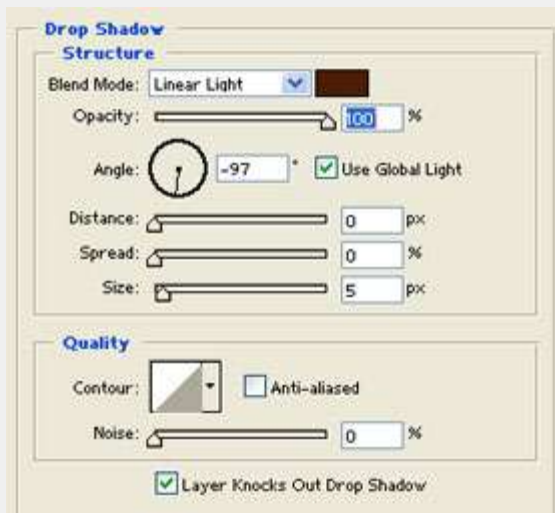 Drop Shadow
Structure
Blend Mode: Linear Light
Opacity: 100 %
Angle: -97 ° Use Global Light
Distance: 0 px
Spread: 0 %
Size: 5 px
Quality
Contour: Anti-aliased
Noise: 0 %
Layer Knocks Out Drop Shadow